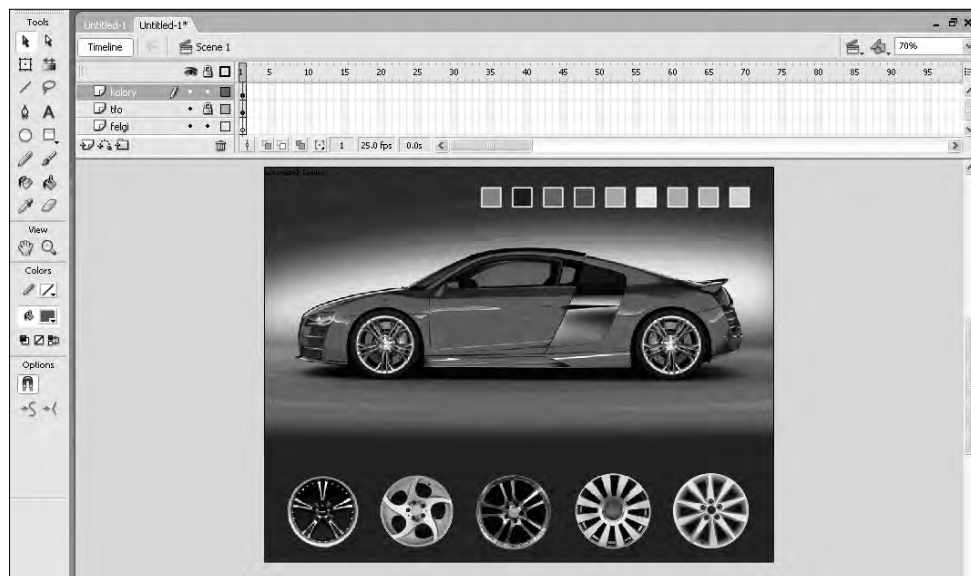 Tools
View
Colors
Options
Untitled-1 Untitled-1*
Timeline Scene 1 70%
1 5 10 15 20 25 30 35 40 45 50 55 60 65 70 75 80 85 90 95
kolory
tło
felgi
1 25.0 fps 0.0s